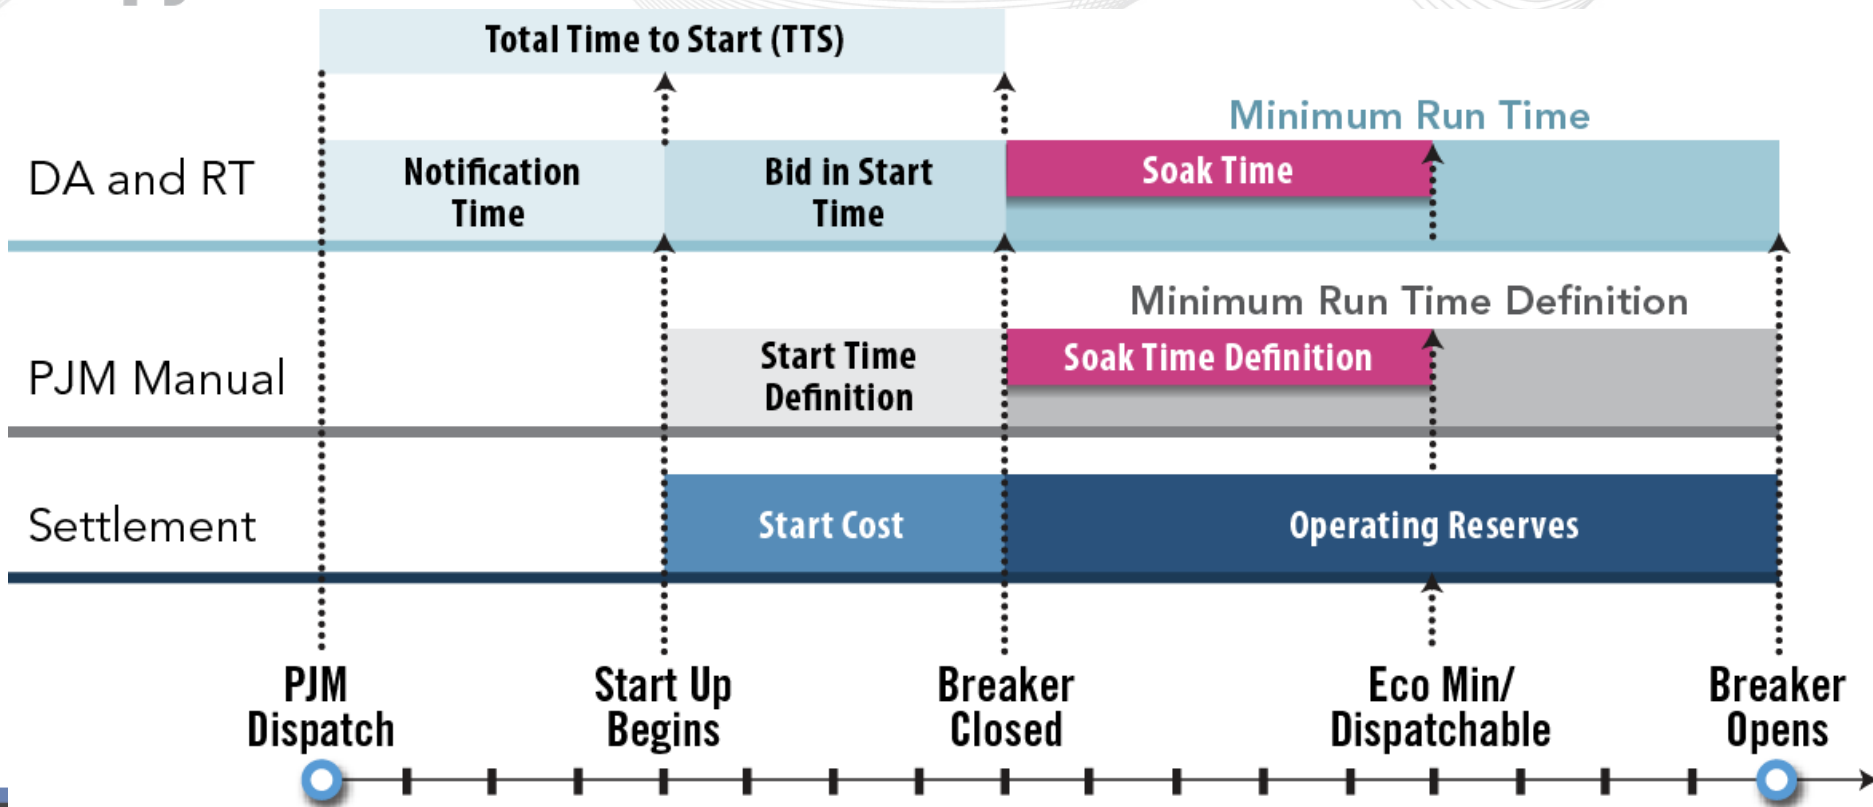 Total Time to Start (TTS)
Minimum Run Time
DA and RT
Notification
Time
Bid in Start
Time
Soak Time
Minimum Run Time Definition
PJM Manual
Start Time
Definition
Soak Time Definition
Settlement
Start Cost
Operating Reserves
PJM
Dispatch
Start Up
Begins
Breaker
Closed
Eco Min/
Dispatchable
Breaker
Opens